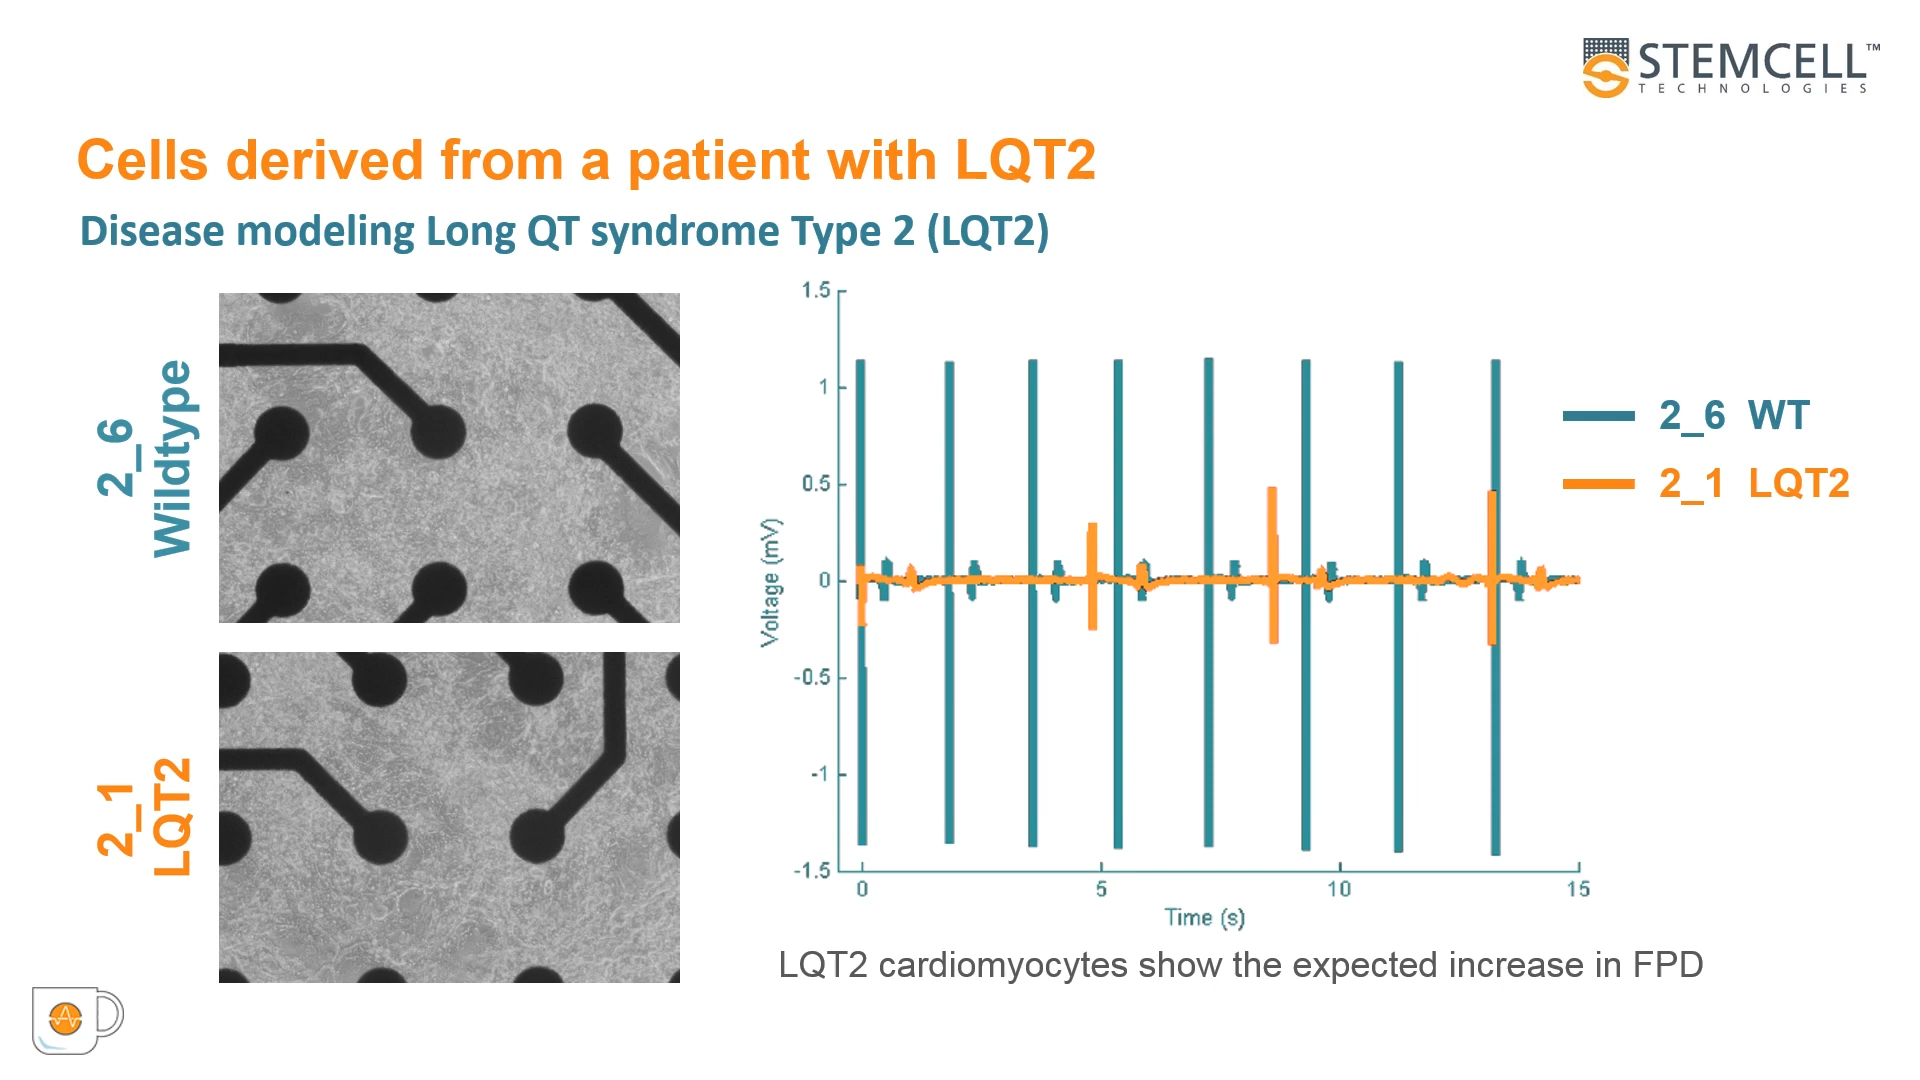 STEMCELL™
TECHNOLOGIES
Cells derived from a patient with LQT2
Disease modeling Long QT syndrome Type 2 (LQT2)
2_6
Wildtype
2_1
LQT2
1.5
1
0.5
0
-0.5
-1
-1.5
Voltage (mV)
0 5 10 15
Time (s)
2_6 WT
2_1 LQT2
LQT2 cardiomyocytes show the expected increase in FPD